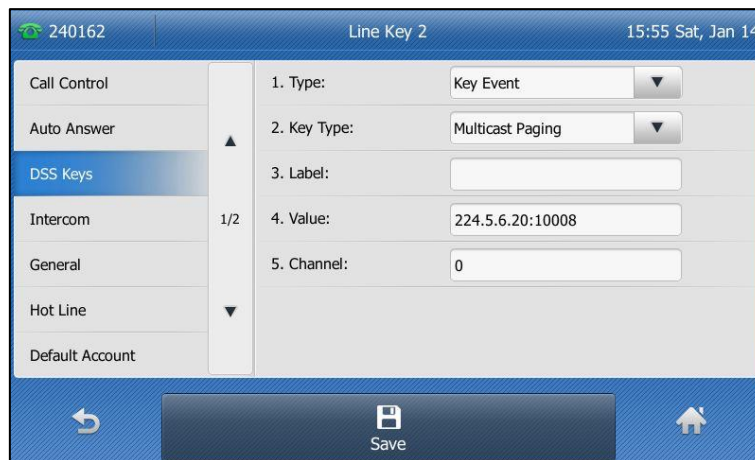 240162
Line Key 2
15:55 Sat, Jan 14
Call Control
Auto Answer
DSS Keys
Intercom
General
Hot Line
Default Account
1/2
1. Type:
Key Event
2. Key Type:
Multicast Paging
3. Label:
4. Value:
224.5.6.20:10008
5. Channel:
0
Save